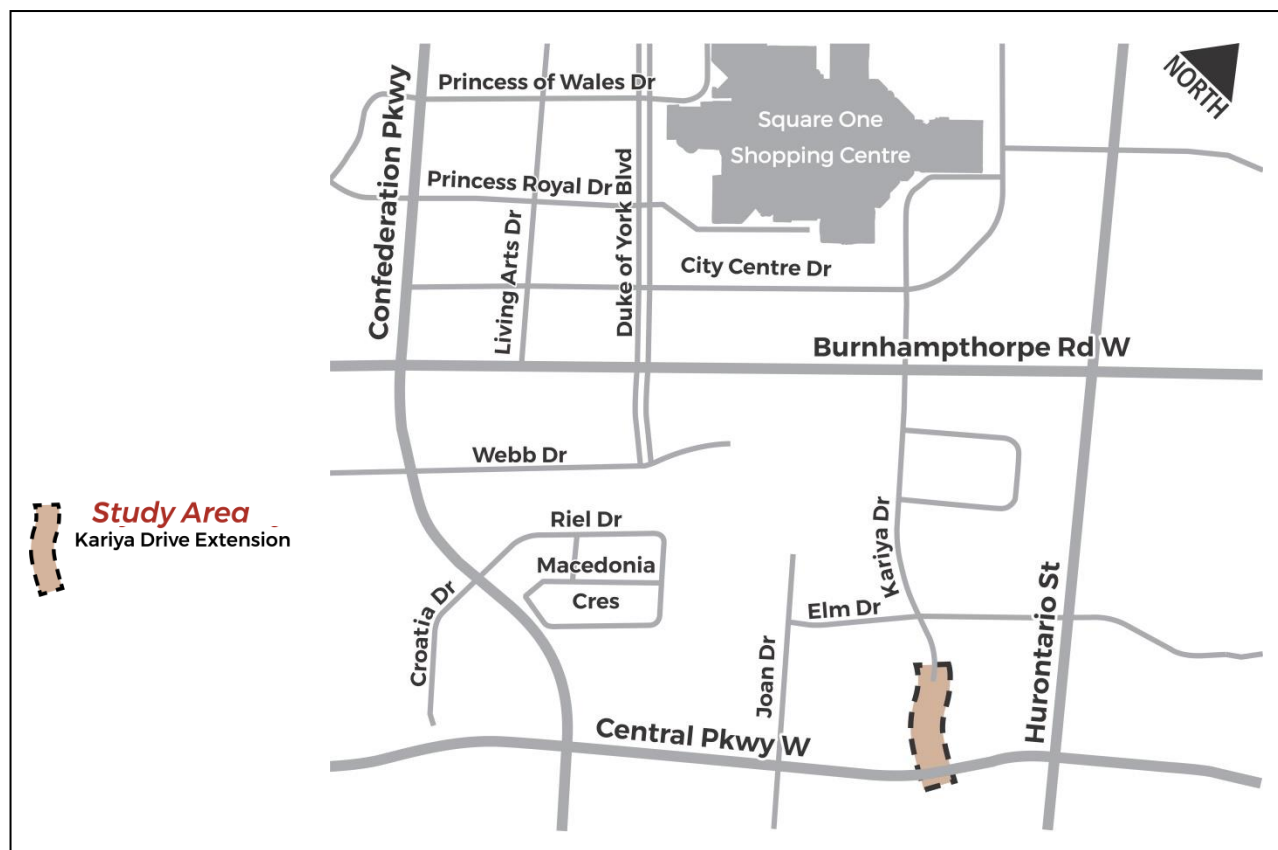 Princess of Wales Dr
NORTH
Confederation Pkwy
Square One
Shopping Centre
Princess Royal Dr
Duke of York Blvd
Living Arts Dr
City Centre Dr
Burnhampthorpe Rd W
Webb Dr
Study Area
Kariya Drive Extension
Riel Dr
Macedonia
Cres
Croatia Dr
Kariya Dr
Elm Dr
Joan Dr
Hurontario St
Central Pkwy W